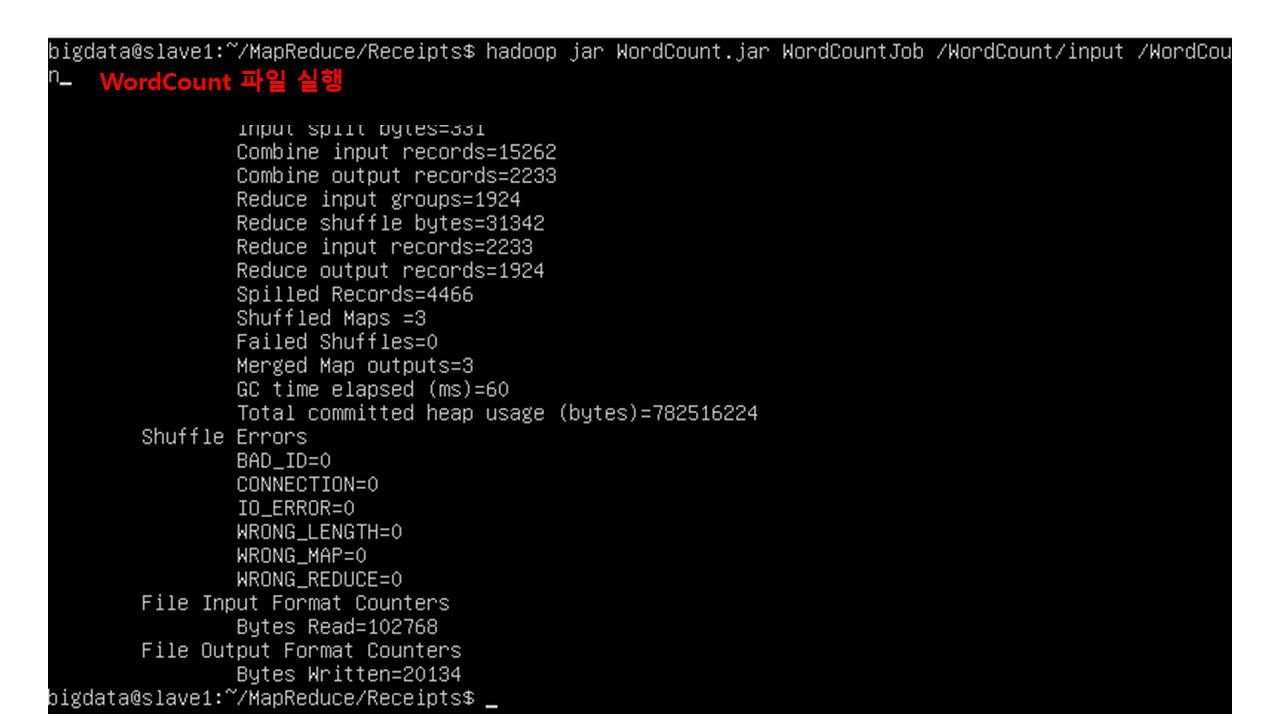 bigdata@slave1:~/MapReduce/Receipts$ hadoop jar WordCount.jar WordCountJob /WordCount/input /WordCou
n_
WordCount 파일 실행
Input split bytes=331
Combine input records=15262
Combine output records=2233
Reduce input groups=1924
Reduce shuffle bytes=31342
Reduce input records=2233
Reduce output records=1924
Spilled Records=4466
Shuffled Maps =3
Failed Shuffles=0
Merged Map outputs=3
GC time elapsed (ms)=60
Total committed heap usage (bytes)=782516224
Shuffle Errors
BAD_ID=0
CONNECTION=0
IO_ERROR=0
WRONG_LENGTH=0
WRONG_MAP=0
WRONG_REDUCE=0
File Input Format Counters
Bytes Read=102768
File Output Format Counters
Bytes Written=20134
bigdata@slave1:~/MapReduce/Receipts$ _